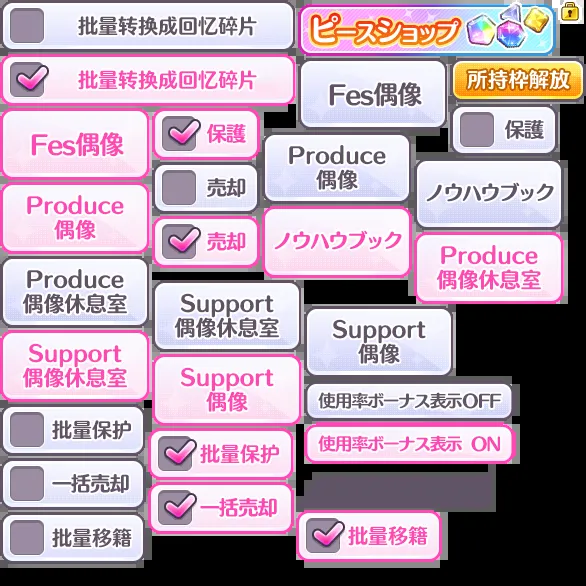 批量转换成回忆碎片
ピースショップ
批量转换成回忆碎片
Fes偶像
所持枠解放
Fes偶像
保護
保護
Produce
偶像
売却
ノウハウブック
Produce
偶像
売却
ノウハウブック
Produce
偶像休息室
Produce
偶像休息室
Support
偶像休息室
Support
偶像
Support
偶像休息室
Support
偶像
使用率ボーナス表示OFF
批量保护
使用率ボーナス表示 ON
批量保护
一括売却
一括売却
批量移籍
批量移籍